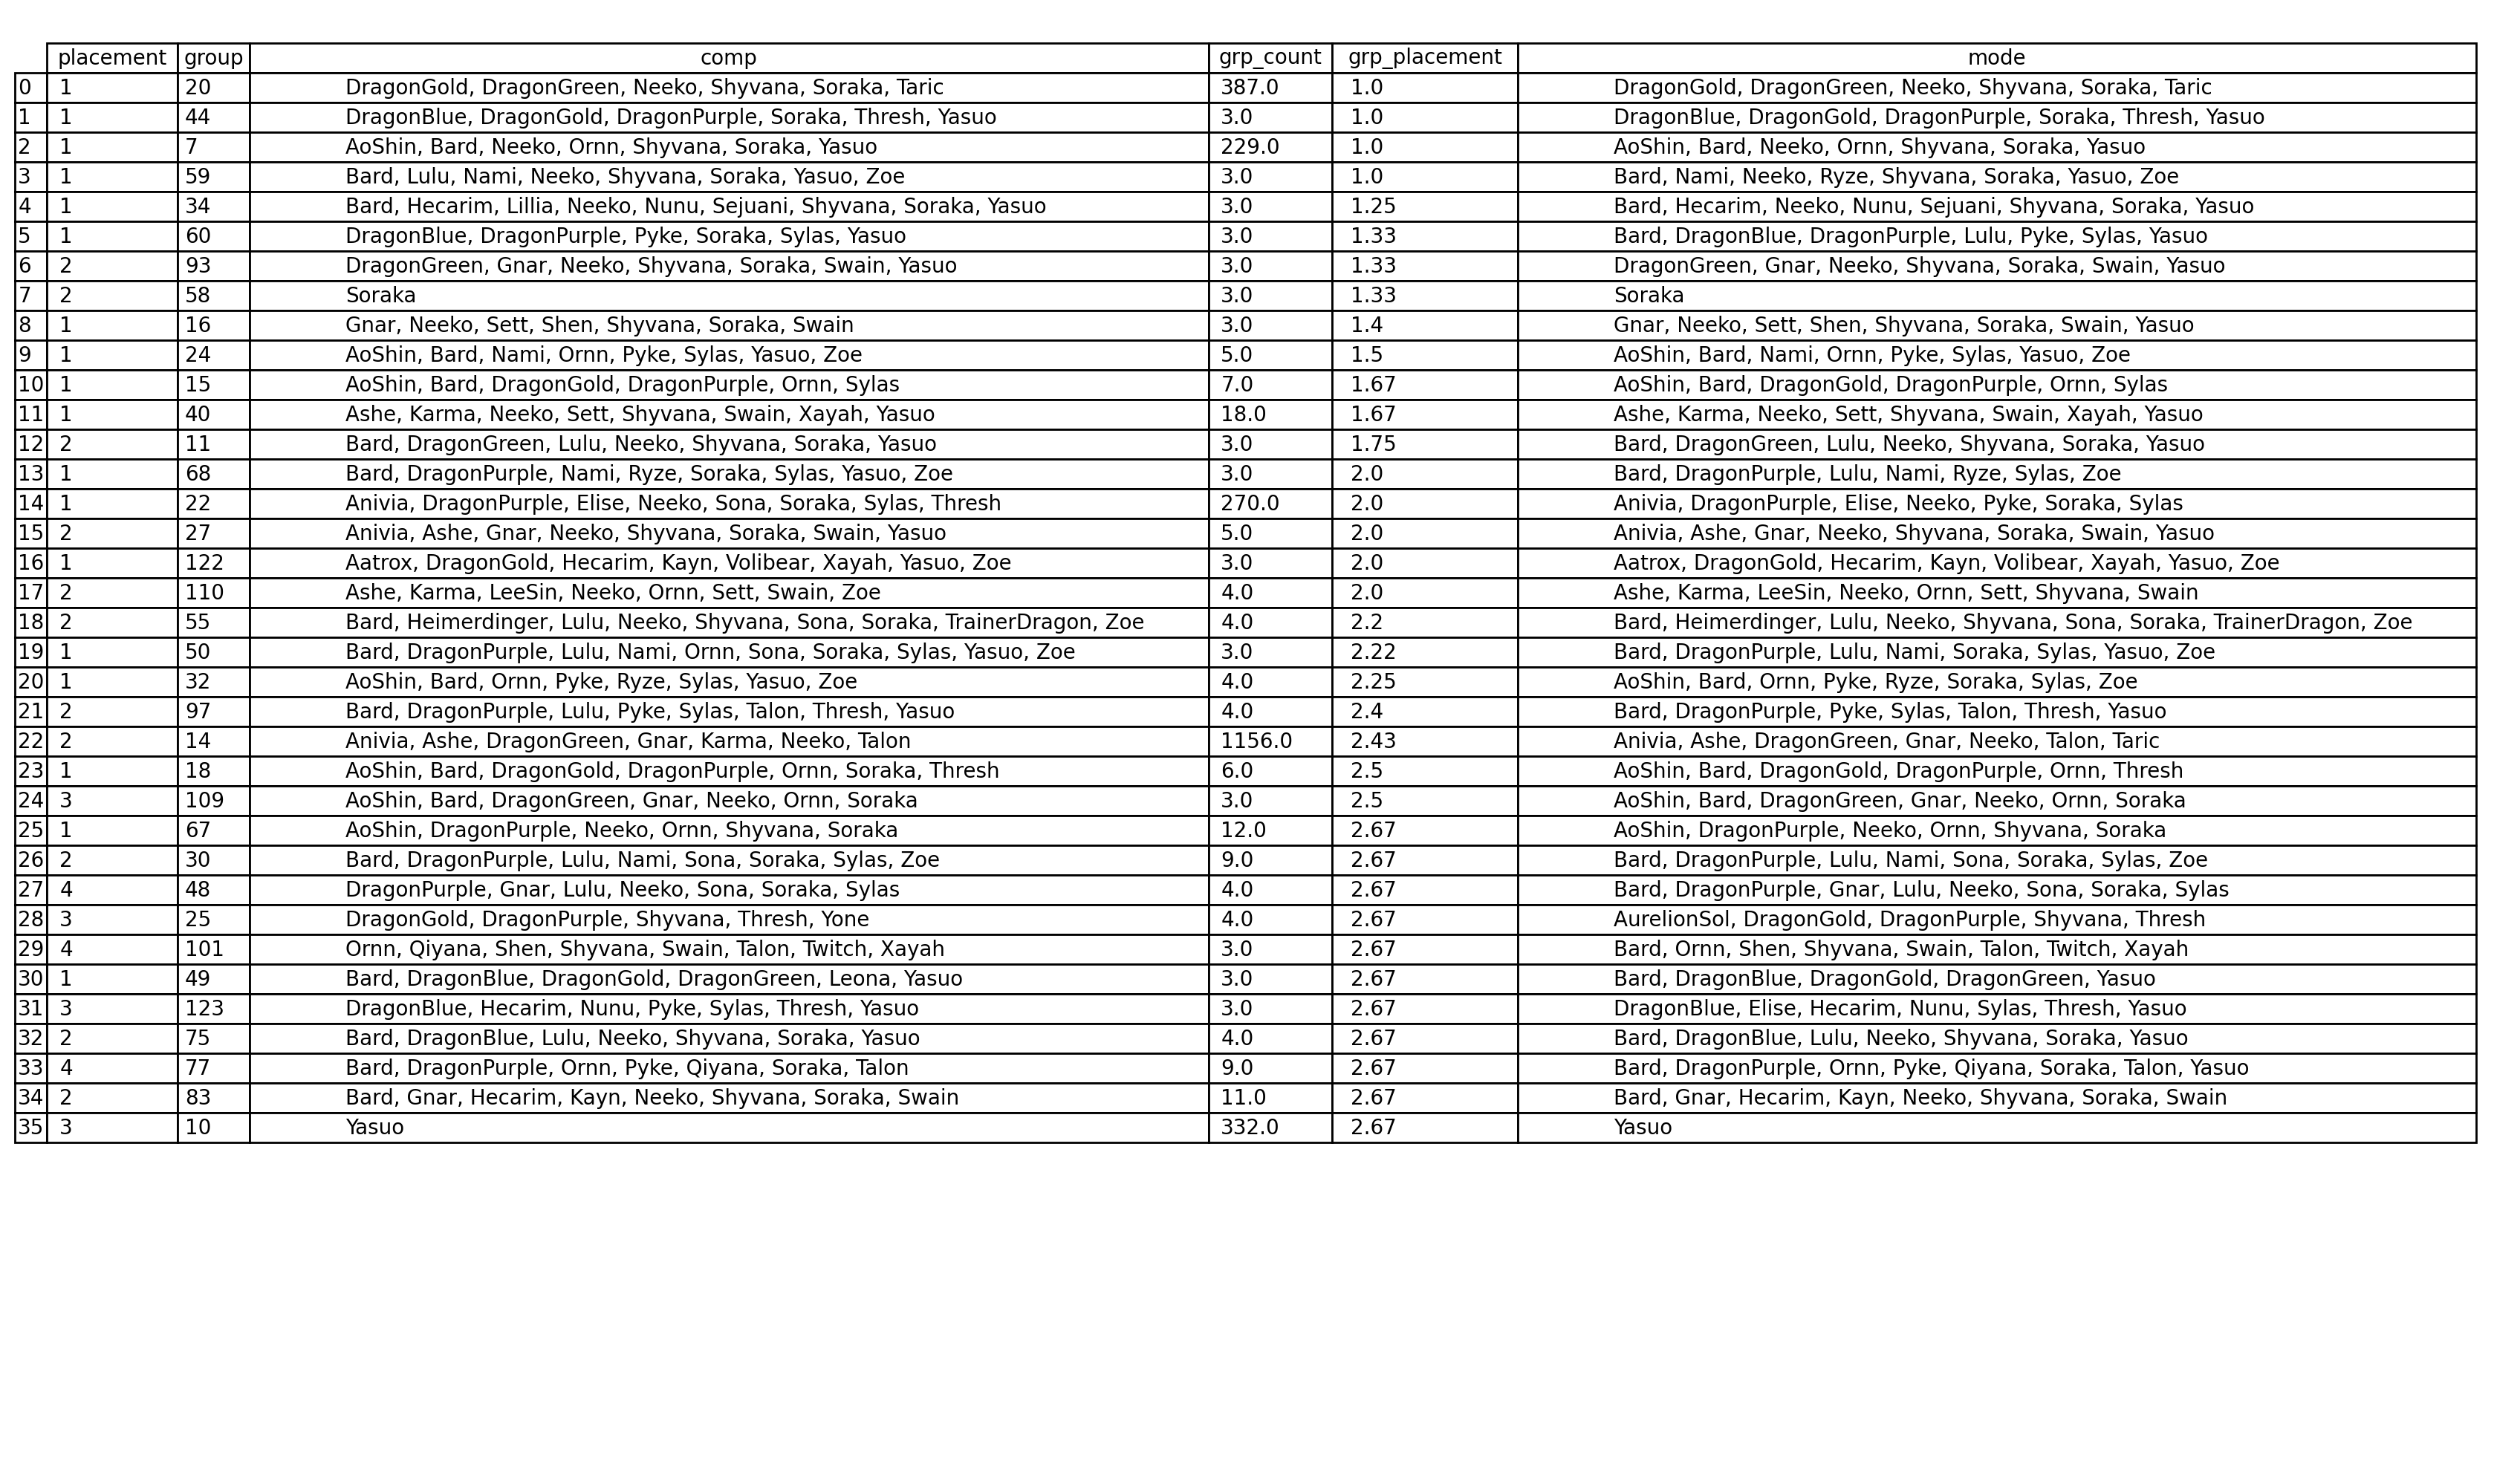 placement group comp grp_count grp_placement mode
0 1 20 DragonGold, DragonGreen, Neeko, Shyvana, Soraka, Taric 387.0 1.0 DragonGold, DragonGreen, Neeko, Shyvana, Soraka, Taric
1 1 44 DragonBlue, DragonGold, DragonPurple, Soraka, Thresh, Yasuo 3.0 1.0 DragonBlue, DragonGold, DragonPurple, Soraka, Thresh, Yasuo
2 1 7 AoShin, Bard, Neeko, Ornn, Shyvana, Soraka, Yasuo 229.0 1.0 AoShin, Bard, Neeko, Ornn, Shyvana, Soraka, Yasuo
3 1 59 Bard, Lulu, Nami, Neeko, Shyvana, Soraka, Yasuo, Zoe 3.0 1.0 Bard, Nami, Neeko, Ryze, Shyvana, Soraka, Yasuo, Zoe
4 1 34 Bard, Hecarim, Lillia, Neeko, Nunu, Sejuani, Shyvana, Soraka, Yasuo 3.0 1.25 Bard, Hecarim, Neeko, Nunu, Sejuani, Shyvana, Soraka, Yasuo
5 1 60 DragonBlue, DragonPurple, Pyke, Soraka, Sylas, Yasuo 3.0 1.33 Bard, DragonBlue, DragonPurple, Lulu, Pyke, Sylas, Yasuo
6 2 93 DragonGreen, Gnar, Neeko, Shyvana, Soraka, Swain, Yasuo 3.0 1.33 DragonGreen, Gnar, Neeko, Shyvana, Soraka, Swain, Yasuo
7 2 58 Soraka 3.0 1.33 Soraka
8 1 16 Gnar, Neeko, Sett, Shen, Shyvana, Soraka, Swain 3.0 1.4 Gnar, Neeko, Sett, Shen, Shyvana, Soraka, Swain, Yasuo
9 1 24 AoShin, Bard, Nami, Ornn, Pyke, Sylas, Yasuo, Zoe 5.0 1.5 AoShin, Bard, Nami, Ornn, Pyke, Sylas, Yasuo, Zoe
10 1 15 AoShin, Bard, DragonGold, DragonPurple, Ornn, Sylas 7.0 1.67 AoShin, Bard, DragonGold, DragonPurple, Ornn, Sylas
11 1 40 Ashe, Karma, Neeko, Sett, Shyvana, Swain, Xayah, Yasuo 18.0 1.67 Ashe, Karma, Neeko, Sett, Shyvana, Swain, Xayah, Yasuo
12 2 11 Bard, DragonGreen, Lulu, Neeko, Shyvana, Soraka, Yasuo 3.0 1.75 Bard, DragonGreen, Lulu, Neeko, Shyvana, Soraka, Yasuo
13 1 68 Bard, DragonPurple, Nami, Ryze, Soraka, Sylas, Yasuo, Zoe 3.0 2.0 Bard, DragonPurple, Lulu, Nami, Ryze, Sylas, Zoe
14 1 22 Anivia, DragonPurple, Elise, Neeko, Sona, Soraka, Sylas, Thresh 270.0 2.0 Anivia, DragonPurple, Elise, Neeko, Pyke, Soraka, Sylas
15 2 27 Anivia, Ashe, Gnar, Neeko, Shyvana, Soraka, Swain, Yasuo 5.0 2.0 Anivia, Ashe, Gnar, Neeko, Shyvana, Soraka, Swain, Yasuo
16 1 122 Aatrox, DragonGold, Hecarim, Kayn, Volibear, Xayah, Yasuo, Zoe 3.0 2.0 Aatrox, DragonGold, Hecarim, Kayn, Volibear, Xayah, Yasuo, Zoe
17 2 110 Ashe, Karma, LeeSin, Neeko, Ornn, Sett, Swain, Zoe 4.0 2.0 Ashe, Karma, LeeSin, Neeko, Ornn, Sett, Shyvana, Swain
18 2 55 Bard, Heimerdinger, Lulu, Neeko, Shyvana, Sona, Soraka, TrainerDragon, Zoe 4.0 2.2 Bard, Heimerdinger, Lulu, Neeko, Shyvana, Sona, Soraka, TrainerDragon, Zoe
19 1 50 Bard, DragonPurple, Lulu, Nami, Ornn, Sona, Soraka, Sylas, Yasuo, Zoe 3.0 2.22 Bard, DragonPurple, Lulu, Nami, Soraka, Sylas, Yasuo, Zoe
20 1 32 AoShin, Bard, Ornn, Pyke, Ryze, Sylas, Yasuo, Zoe 4.0 2.25 AoShin, Bard, Ornn, Pyke, Ryze, Soraka, Sylas, Zoe
21 2 97 Bard, DragonPurple, Lulu, Pyke, Sylas, Talon, Thresh, Yasuo 4.0 2.4 Bard, DragonPurple, Pyke, Sylas, Talon, Thresh, Yasuo
22 2 14 Anivia, Ashe, DragonGreen, Gnar, Karma, Neeko, Talon 1156.0 2.43 Anivia, Ashe, DragonGreen, Gnar, Neeko, Talon, Taric
23 1 18 AoShin, Bard, DragonGold, DragonPurple, Ornn, Soraka, Thresh 6.0 2.5 AoShin, Bard, DragonGold, DragonPurple, Ornn, Thresh
24 3 109 AoShin, Bard, DragonGreen, Gnar, Neeko, Ornn, Soraka 3.0 2.5 AoShin, Bard, DragonGreen, Gnar, Neeko, Ornn, Soraka
25 1 67 AoShin, DragonPurple, Neeko, Ornn, Shyvana, Soraka 12.0 2.67 AoShin, DragonPurple, Neeko, Ornn, Shyvana, Soraka
26 2 30 Bard, DragonPurple, Lulu, Nami, Sona, Soraka, Sylas, Zoe 9.0 2.67 Bard, DragonPurple, Lulu, Nami, Sona, Soraka, Sylas, Zoe
27 4 48 DragonPurple, Gnar, Lulu, Neeko, Sona, Soraka, Sylas 4.0 2.67 Bard, DragonPurple, Gnar, Lulu, Neeko, Sona, Soraka, Sylas
28 3 25 DragonGold, DragonPurple, Shyvana, Thresh, Yone 4.0 2.67 AurelionSol, DragonGold, DragonPurple, Shyvana, Thresh
29 4 101 Ornn, Qiyana, Shen, Shyvana, Swain, Talon, Twitch, Xayah 3.0 2.67 Bard, Ornn, Shen, Shyvana, Swain, Talon, Twitch, Xayah
30 1 49 Bard, DragonBlue, DragonGold, DragonGreen, Leona, Yasuo 3.0 2.67 Bard, DragonBlue, DragonGold, DragonGreen, Yasuo
31 3 123 DragonBlue, Hecarim, Nunu, Pyke, Sylas, Thresh, Yasuo 3.0 2.67 DragonBlue, Elise, Hecarim, Nunu, Sylas, Thresh, Yasuo
32 2 75 Bard, DragonBlue, Lulu, Neeko, Shyvana, Soraka, Yasuo 4.0 2.67 Bard, DragonBlue, Lulu, Neeko, Shyvana, Soraka, Yasuo
33 4 77 Bard, DragonPurple, Ornn, Pyke, Qiyana, Soraka, Talon 9.0 2.67 Bard, DragonPurple, Ornn, Pyke, Qiyana, Soraka, Talon, Yasuo
34 2 83 Bard, Gnar, Hecarim, Kayn, Neeko, Shyvana, Soraka, Swain 11.0 2.67 Bard, Gnar, Hecarim, Kayn, Neeko, Shyvana, Soraka, Swain
35 3 10 Yasuo 332.0 2.67 Yasuo